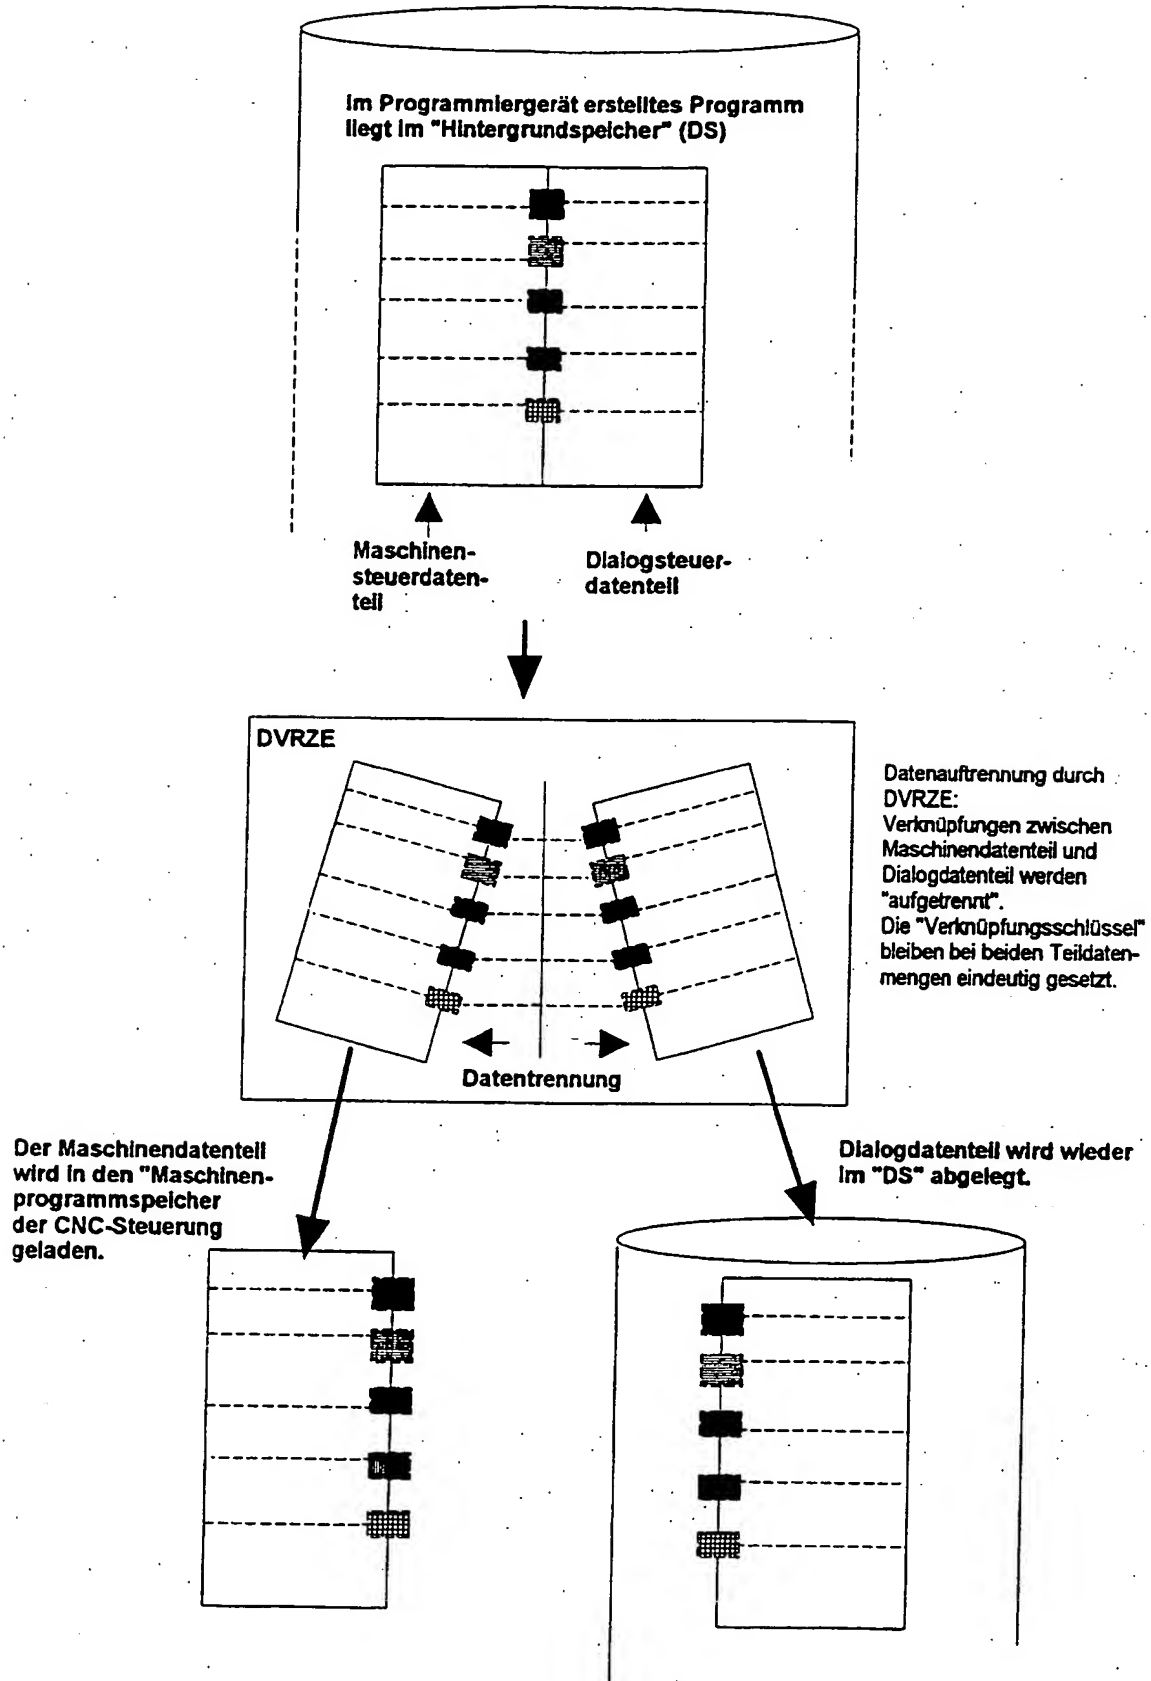 Im Programmiergerät erstelltes Programm
liegt im "Hintergrundspeicher" (DS)
Maschinen-
steuerdaten-
teil
Dialogsteuer-
datenteil
DVRZE
Datenauftrennung durch
DVRZE:
Verknüpfungen zwischen
Maschinendatenteil und
Dialogdatenteil werden
"aufgetrennt".
Die "Verknüpfungsschlüssel"
bleiben bei beiden Teildaten-
mengen eindeutig gesetzt.
Datentrennung
Der Maschinendatenteil
wird in den "Maschinen-
programmspeicher
der CNC-Steuerung
geladen.
Dialogdatenteil wird wieder
im "DS" abgelegt.